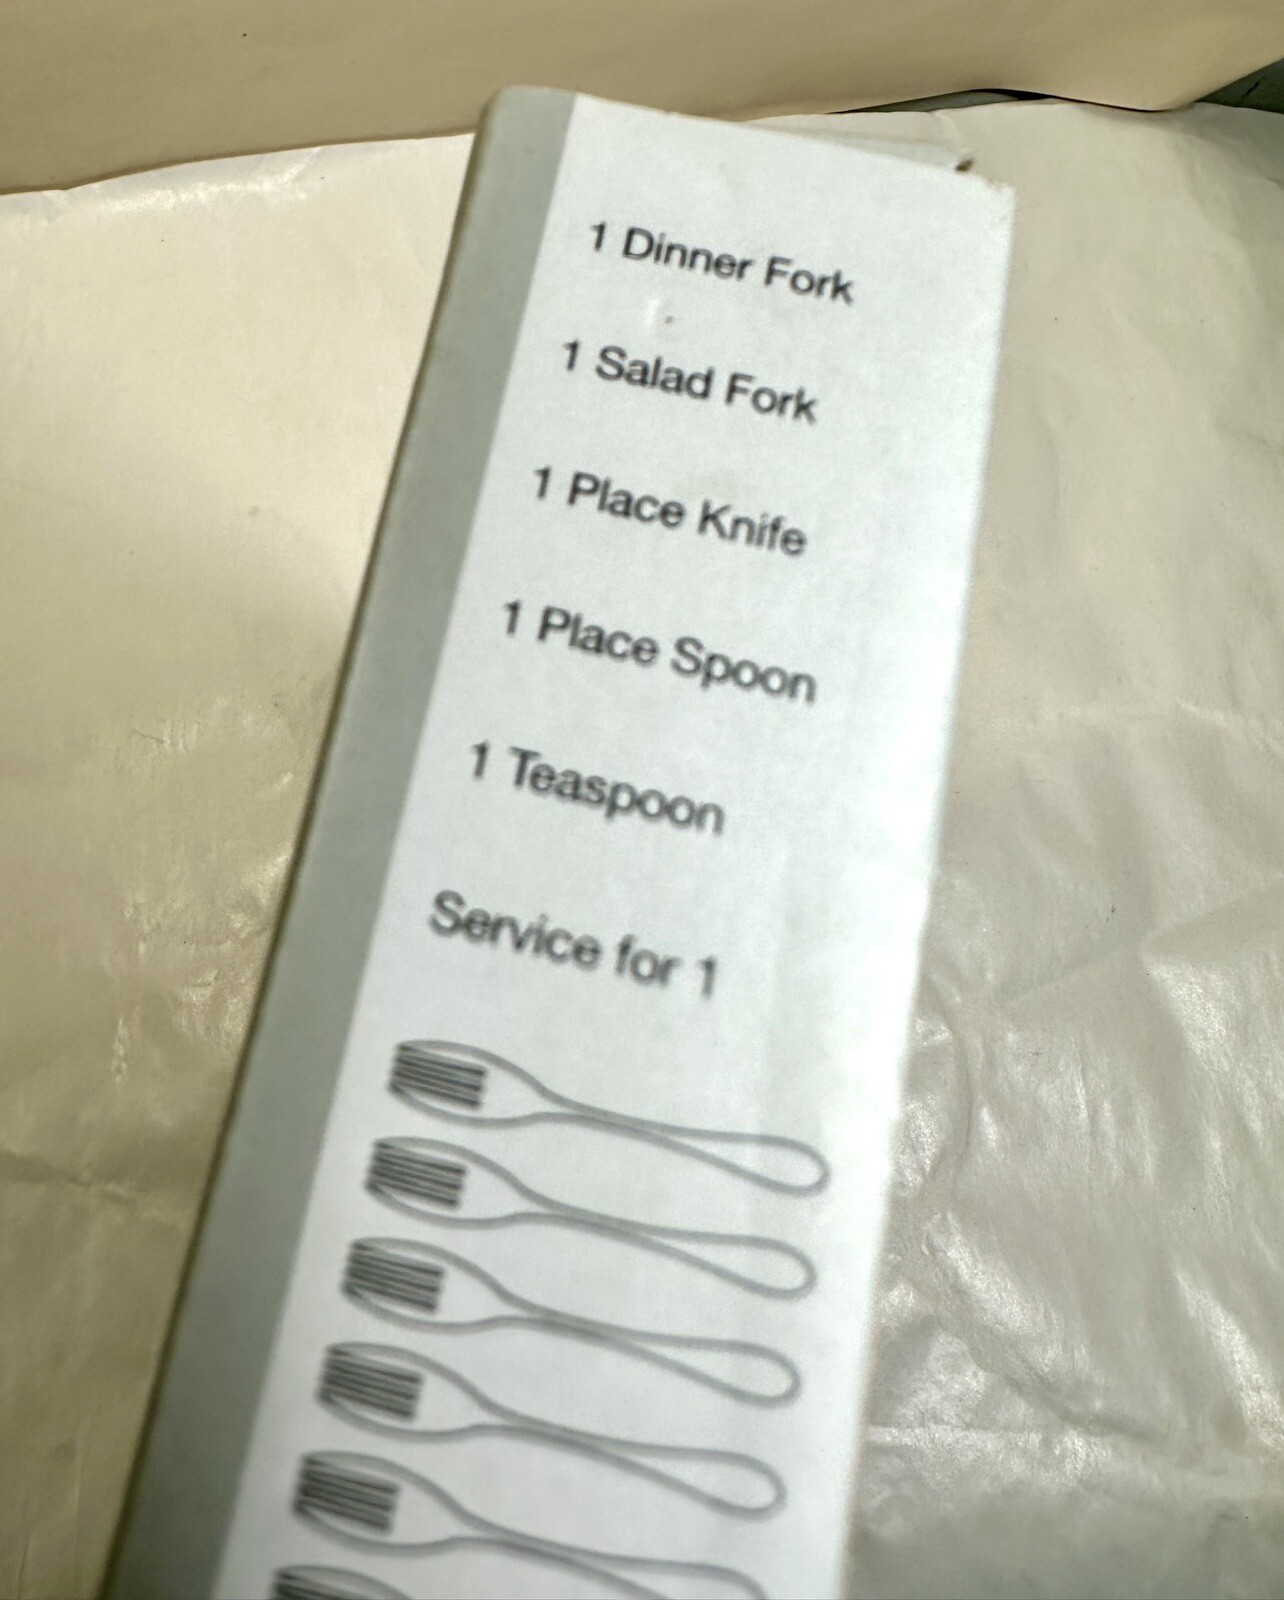 1 Dinner Fork
1 Salad Fork
1 Place Knife
1 Place Spoon
1 Teaspoon
Service for 1